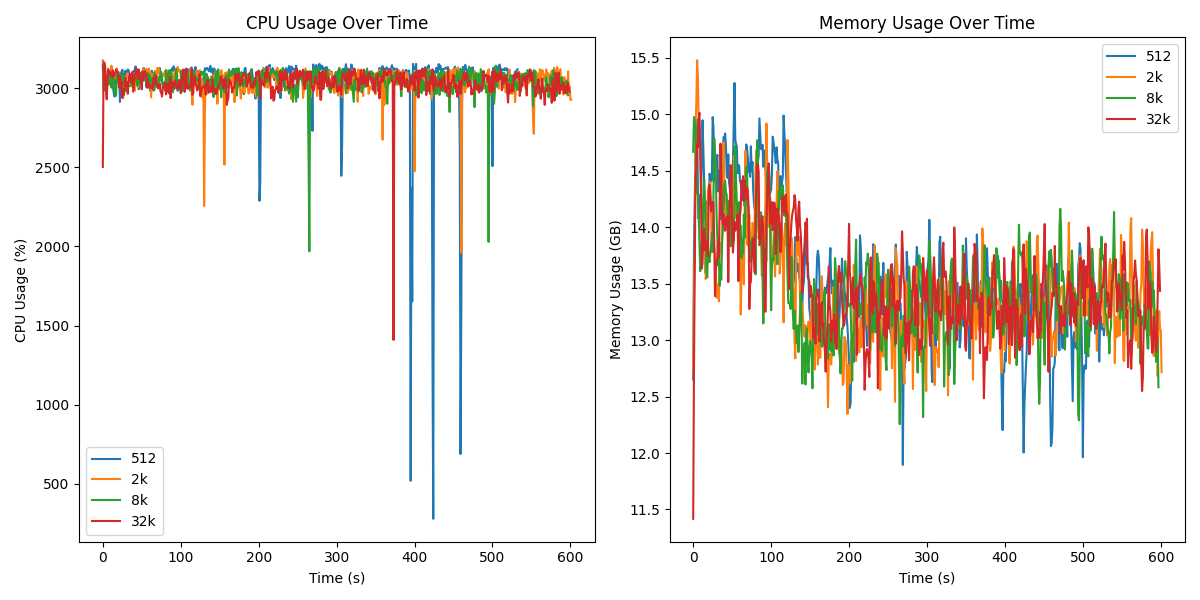 CPU Usage Over Time
CPU Usage (%)
3000
2500
2000
1500
1000
500
0
100
200
300
400
500
600
Time (s)
512
2k
8k
32k
Memory Usage Over Time
Memory Usage (GB)
15.5
15.0
14.5
14.0
13.5
13.0
12.5
12.0
11.5
0
100
200
300
400
500
600
Time (s)
512
2k
8k
32k